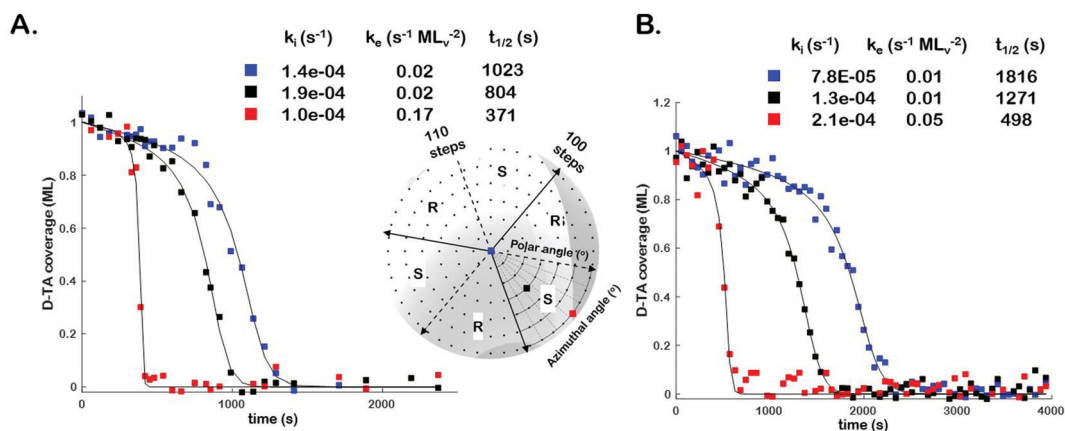 A.
kᵢ (s⁻¹) kₑ (s⁻¹ MLᵥ⁻²) t₁/₂ (s)
1.4e-04 0.02 1023
1.9e-04 0.02 804
1.0e-04 0.17 371
D-TA coverage (ML)
1
0.8
0.6
0.4
0.2
0
0 1000 2000
time (s)
110 steps
100 steps
S
R
Rᵢ
Polar angle (°)
S
S
R
Azimuthal angle (°)
B.
kᵢ (s⁻¹) kₑ (s⁻¹ MLᵥ⁻²) t₁/₂ (s)
7.8E-05 0.01 1816
1.3e-04 0.01 1271
2.1e-04 0.05 498
D-TA coverage (ML)
1.2
1
0.8
0.6
0.4
0.2
0
0 1000 2000 3000 4000
time (s)